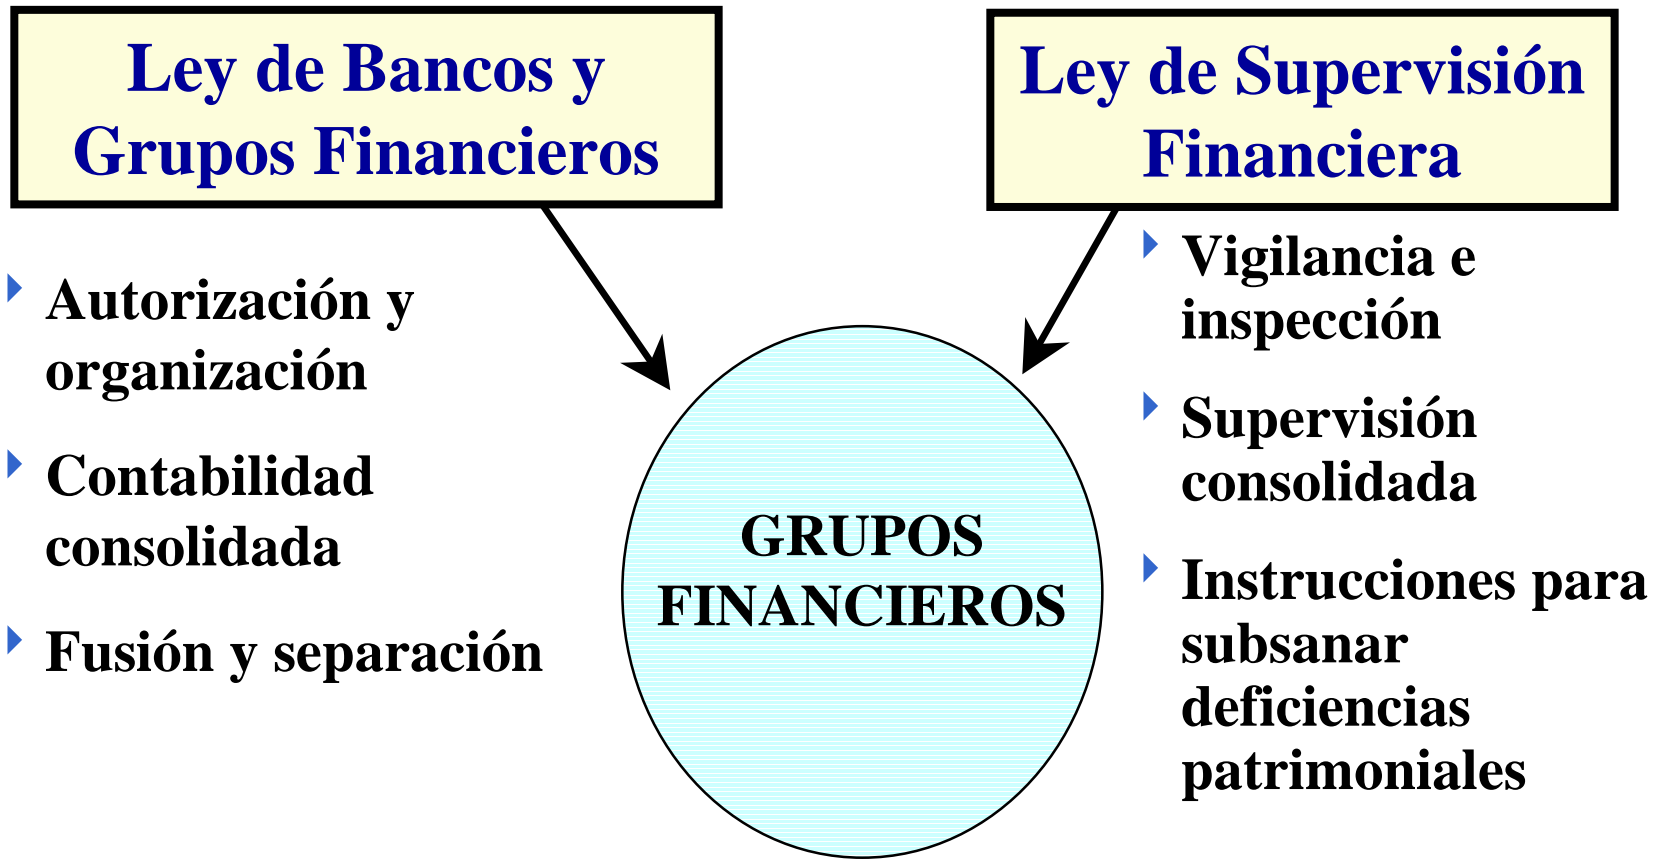 Ley de Bancos y
Grupos Financieros
Autorización y
organización
Contabilidad
consolidada
Fusión y separación
Ley de Supervisión
Financiera
Vigilancia e
inspección
Supervisión
consolidada
Instrucciones para
subsanar
deficiencias
patrimoniales
GRUPOS
FINANCIEROS